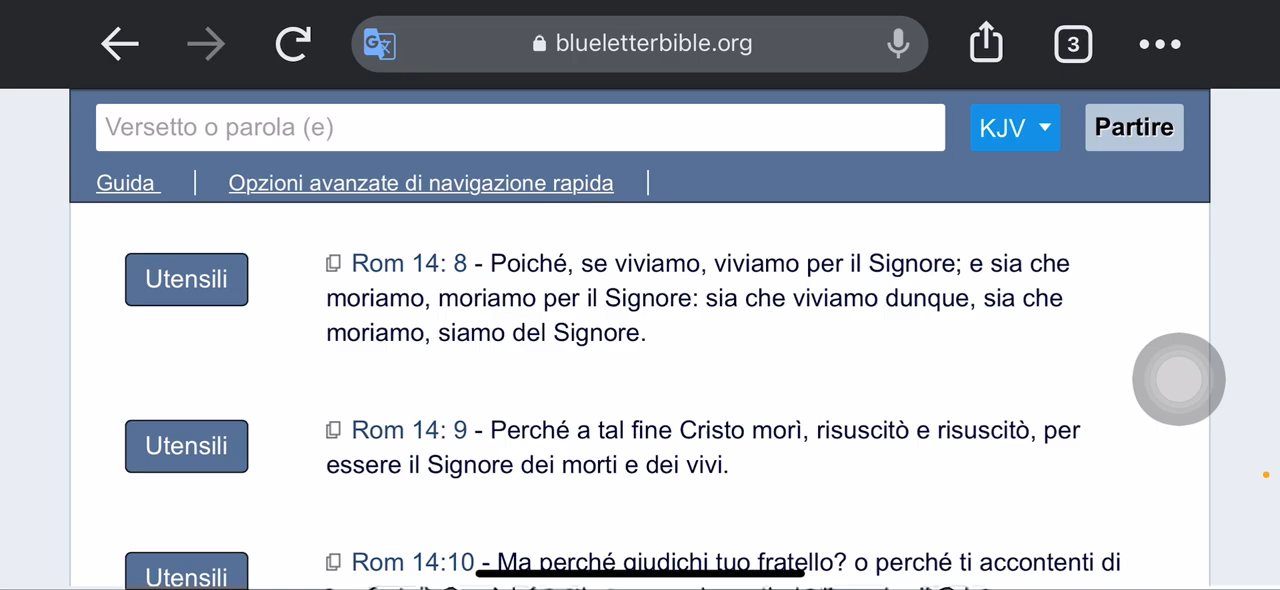 blueletterbible.org
3
Versetto o parola (e)
KJV
Partire
Guida
Opzioni avanzate di navigazione rapida
Utensili
Rom 14: 8 - Poiché, se viviamo, viviamo per il Signore; e sia che
moriamo, moriamo per il Signore: sia che viviamo dunque, sia che
moriamo, siamo del Signore.
Utensili
Rom 14: 9 - Perché a tal fine Cristo morì, risuscitò e risuscitò, per
essere il Signore dei morti e dei vivi.
Utensili
Rom 14:10 - Ma perché giudichi tuo fratello? o perché ti accontenti di